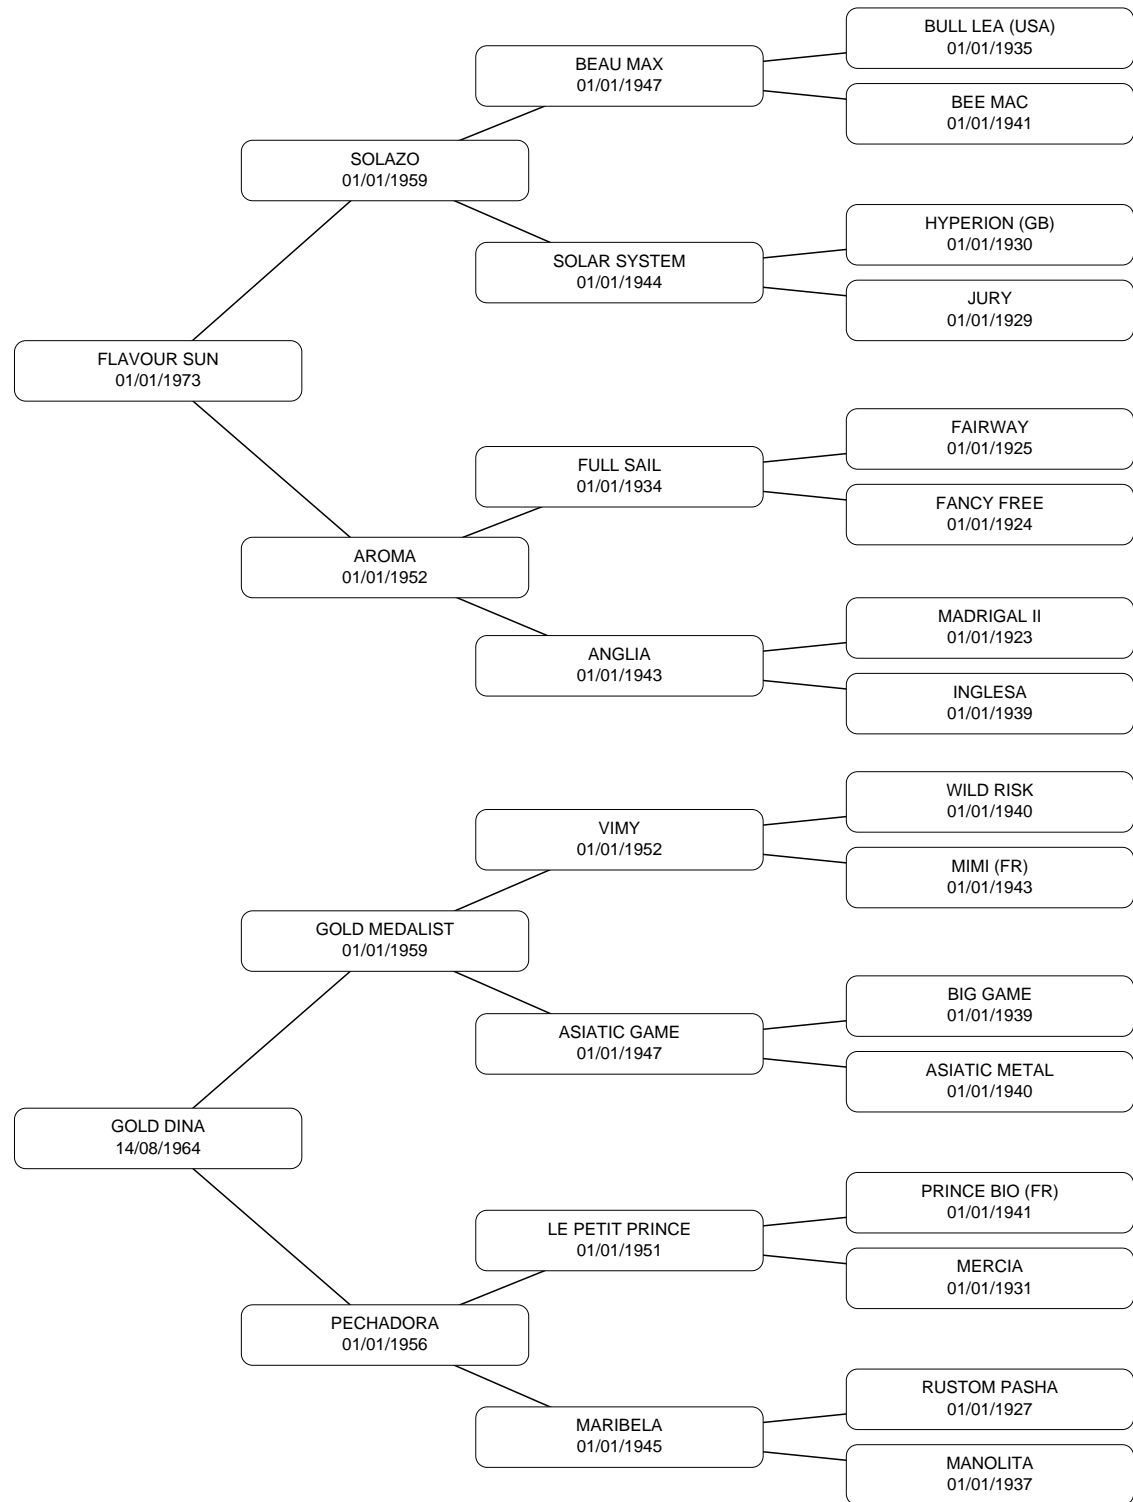 BULL LEA (USA)
01/01/1935
BEAU MAX
01/01/1947
BEE MAC
01/01/1941
SOLAZO
01/01/1959
HYPERION (GB)
01/01/1930
SOLAR SYSTEM
01/01/1944
JURY
01/01/1929
FLAVOUR SUN
01/01/1973
FAIRWAY
01/01/1925
FULL SAIL
01/01/1934
FANCY FREE
01/01/1924
AROMA
01/01/1952
MADRIGAL II
01/01/1923
ANGLIA
01/01/1943
INGLESA
01/01/1939
WILD RISK
01/01/1940
VIMY
01/01/1952
MIMI (FR)
01/01/1943
GOLD MEDALIST
01/01/1959
BIG GAME
01/01/1939
ASIATIC GAME
01/01/1947
ASIATIC METAL
01/01/1940
GOLD DINA
14/08/1964
PRINCE BIO (FR)
01/01/1941
LE PETIT PRINCE
01/01/1951
MERCIA
01/01/1931
PECHADORA
01/01/1956
RUSTOM PASHA
01/01/1927
MARIBELA
01/01/1945
MANOLITA
01/01/1937